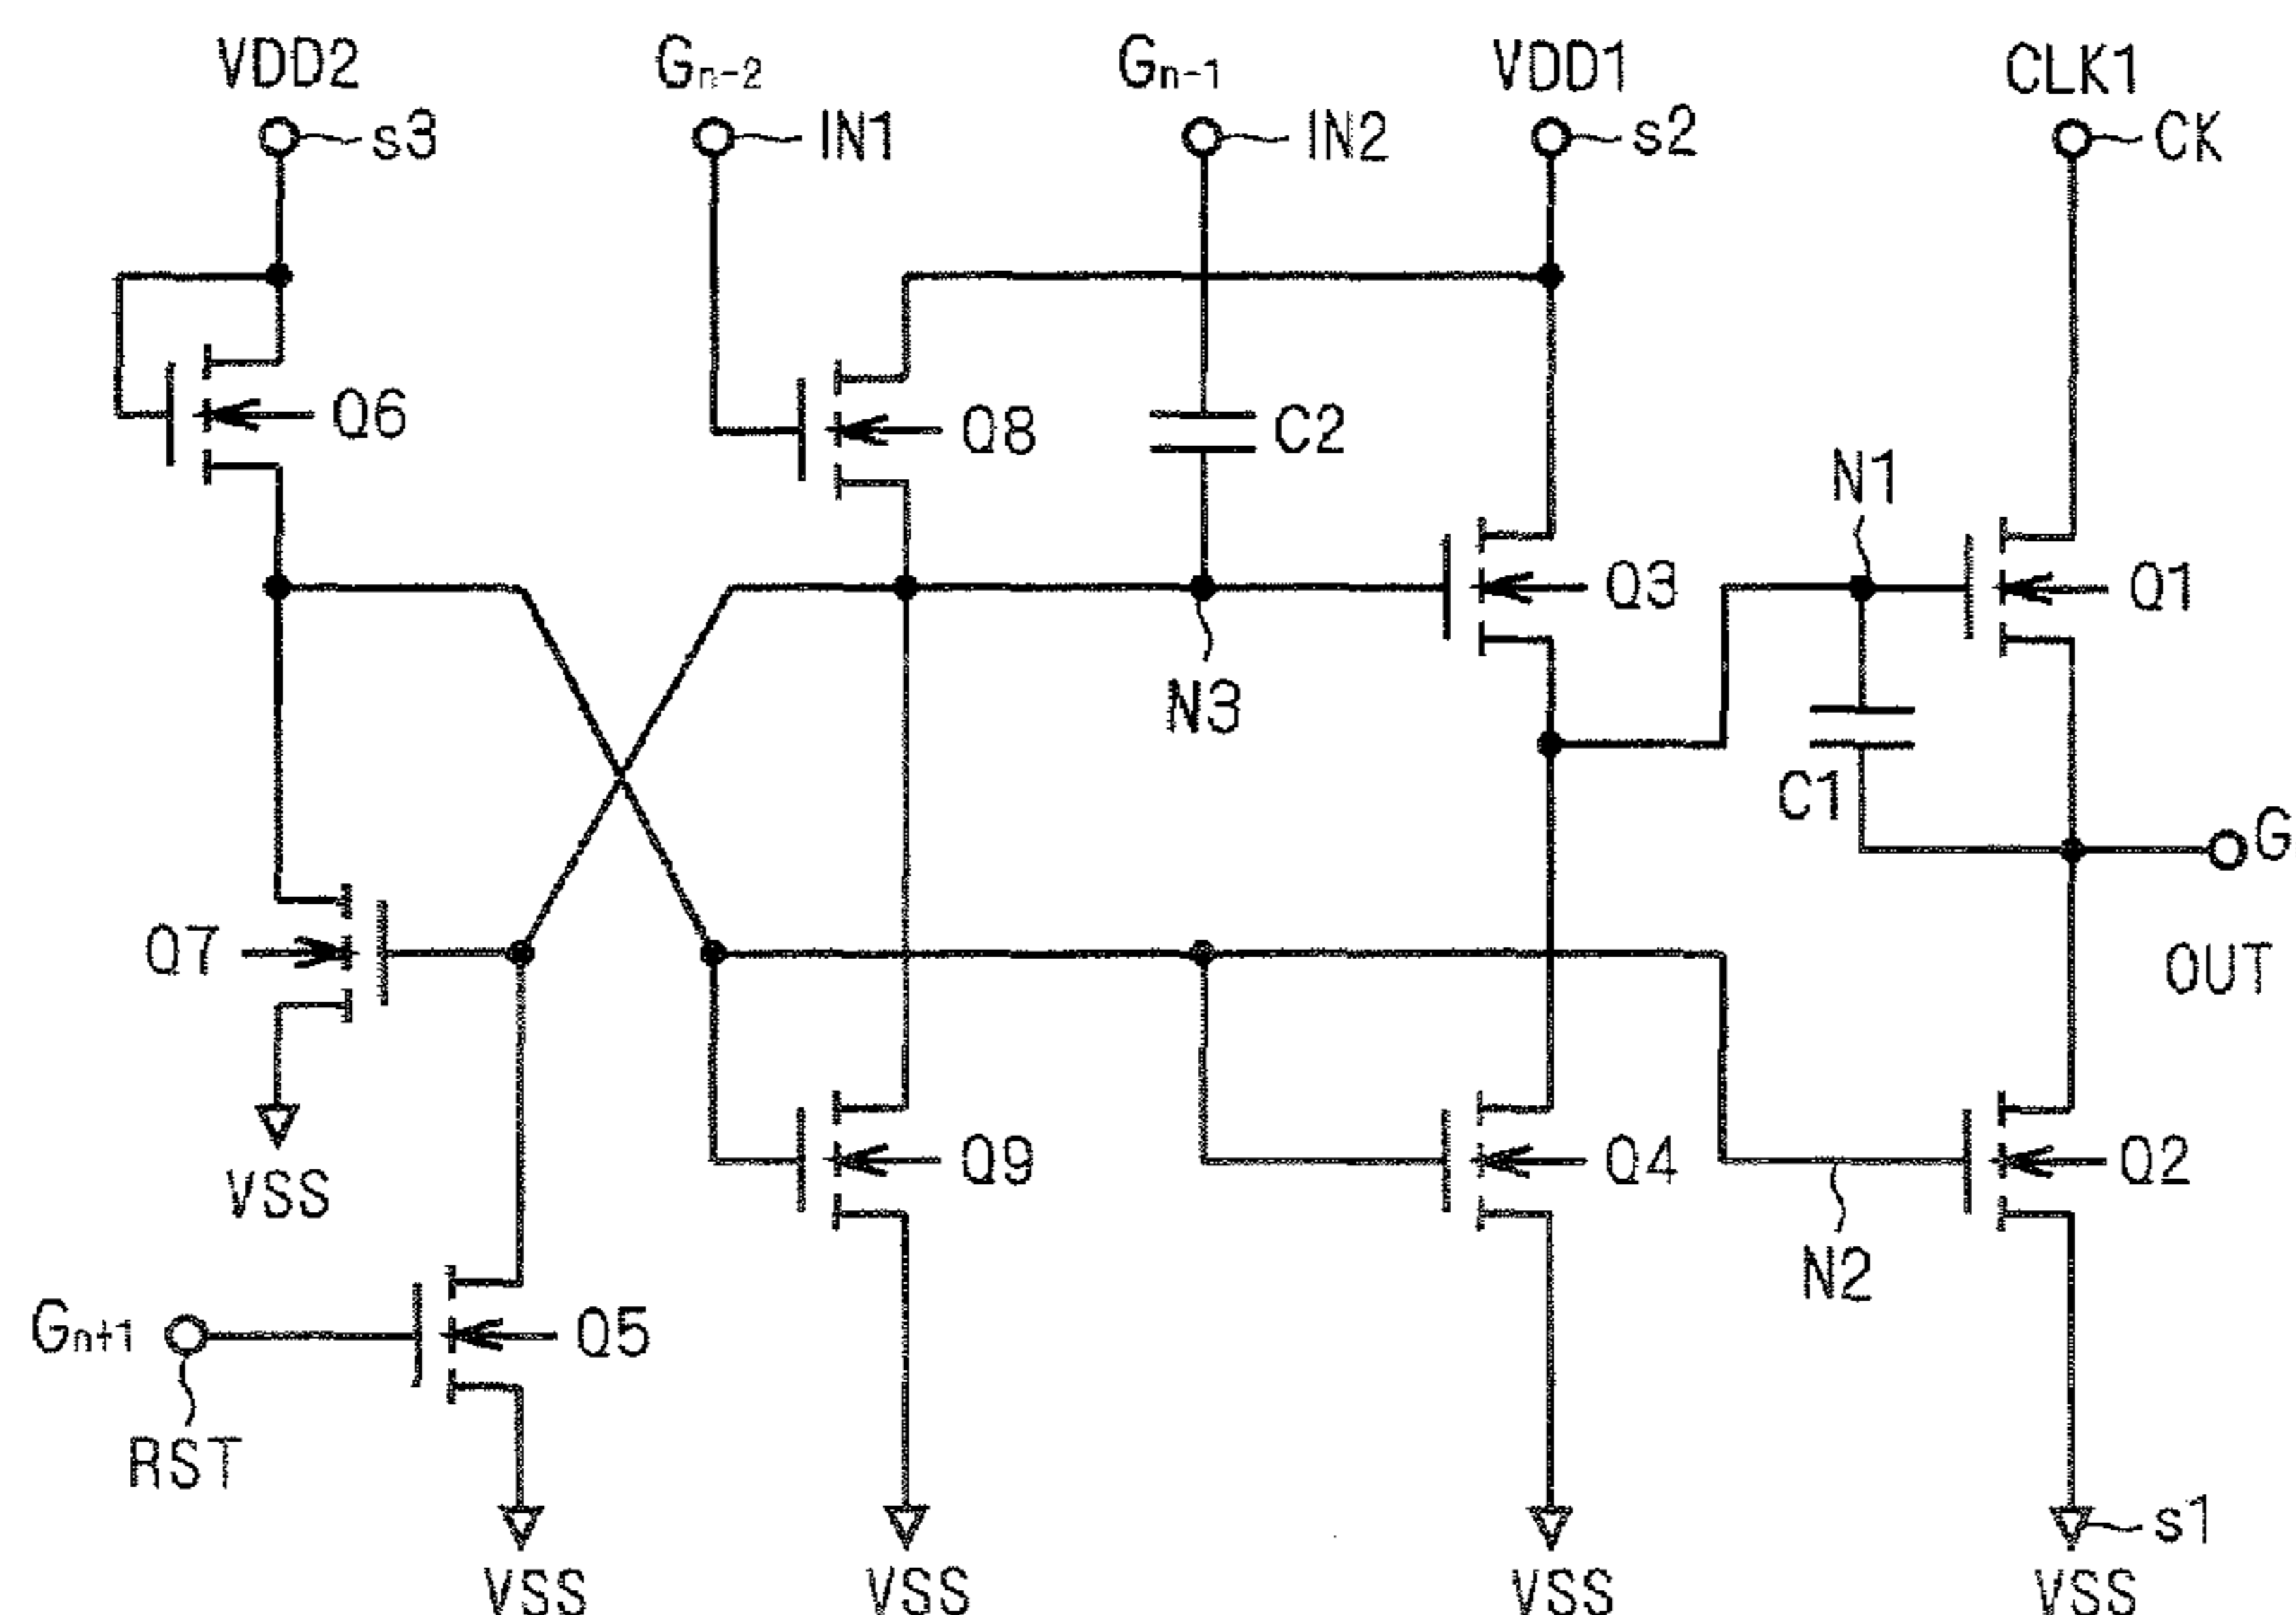 VDD2 Gn-2 Gn-1 VDD1 CLK1
s3 IN1 IN2 s2 CK
Q6 Q8 C2 N1
Q3 Q1
N3 C1
G
Q7 OUT
VSS Q9 Q4 Q2
N2
Gn+1 Q5
RST
s1
VSS VSS VSS VSS